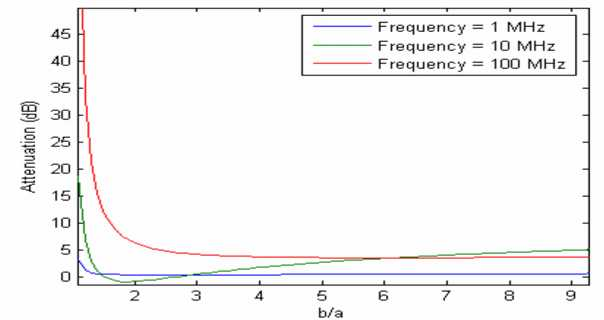 45
40
35
30
25
20
15
10
5
0
Attenuation (dB)
Frequency = 1 MHz
Frequency = 10 MHz
Frequency = 100 MHz
2 3 4 5 6 7 8 9
b/a